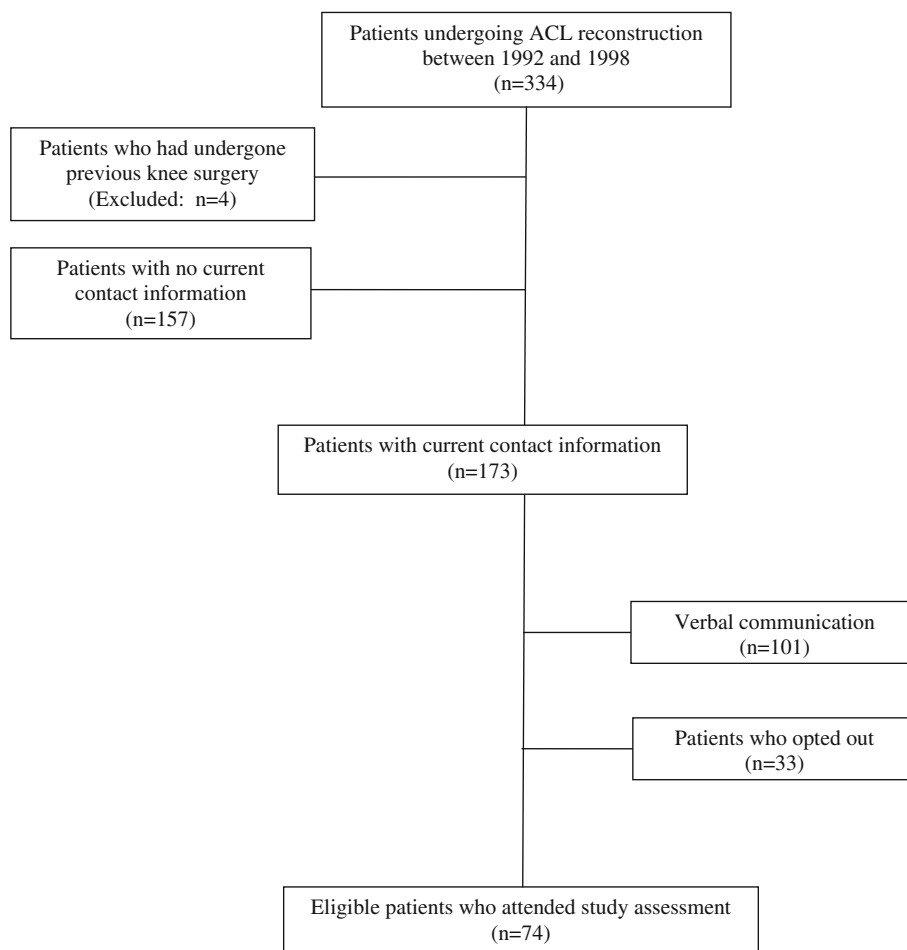 Patients undergoing ACL reconstruction
between 1992 and 1998
(n=334)
Patients who had undergone
previous knee surgery
(Excluded:  n=4)
Patients with no current
contact information
(n=157)
Patients with current contact information
(n=173)
Verbal communication
(n=101)
Patients who opted out
(n=33)
Eligible patients who attended study assessment
(n=74)